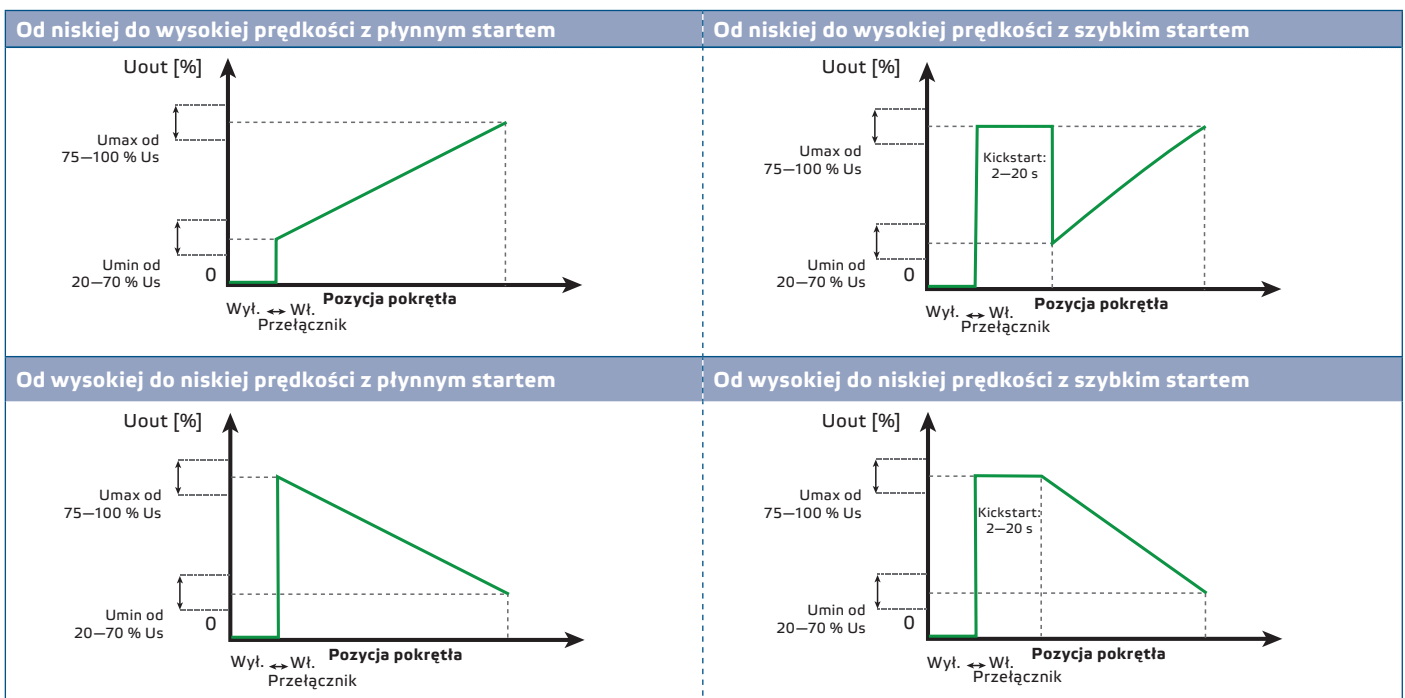 Od niskiej do wysokiej prędkości z płynnym startem
Uout [%]
Umax od
75—100 % Us
Umin od
20—70 % Us
0
Pozycja pokrętła
Wył. ↔ Wł.
Przełącznik
Od niskiej do wysokiej prędkości z szybkim startem
Uout [%]
Umax od
75—100 % Us
Kickstart:
2—20 s
Umin od
20—70 % Us
0
Pozycja pokrętła
Wył. ↔ Wł.
Przełącznik
Od wysokiej do niskiej prędkości z płynnym startem
Uout [%]
Umax od
75—100 % Us
Umin od
20—70 % Us
0
Pozycja pokrętła
Wył. ↔ Wł.
Przełącznik
Od wysokiej do niskiej prędkości z szybkim startem
Uout [%]
Umax od
75—100 % Us
Kickstart:
2—20 s
Umin od
20—70 % Us
0
Pozycja pokrętła
Wył. ↔ Wł.
Przełącznik